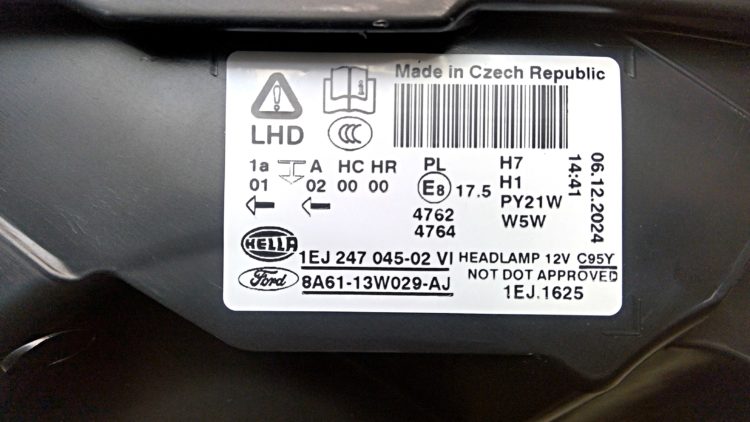 Made in Czech Republic
LHD
CCC
1a A HC HR PL
01 02 00 00 E8 17.5
4762
4764
H7
H1
PY21W
W5W
06.12.2024
14:41
HELLA 1EJ 247 045-02 VI HEADLAMP 12V C95Y
Ford 8A61-13W029-AJ NOT DOT APPROVED
1EJ.1625